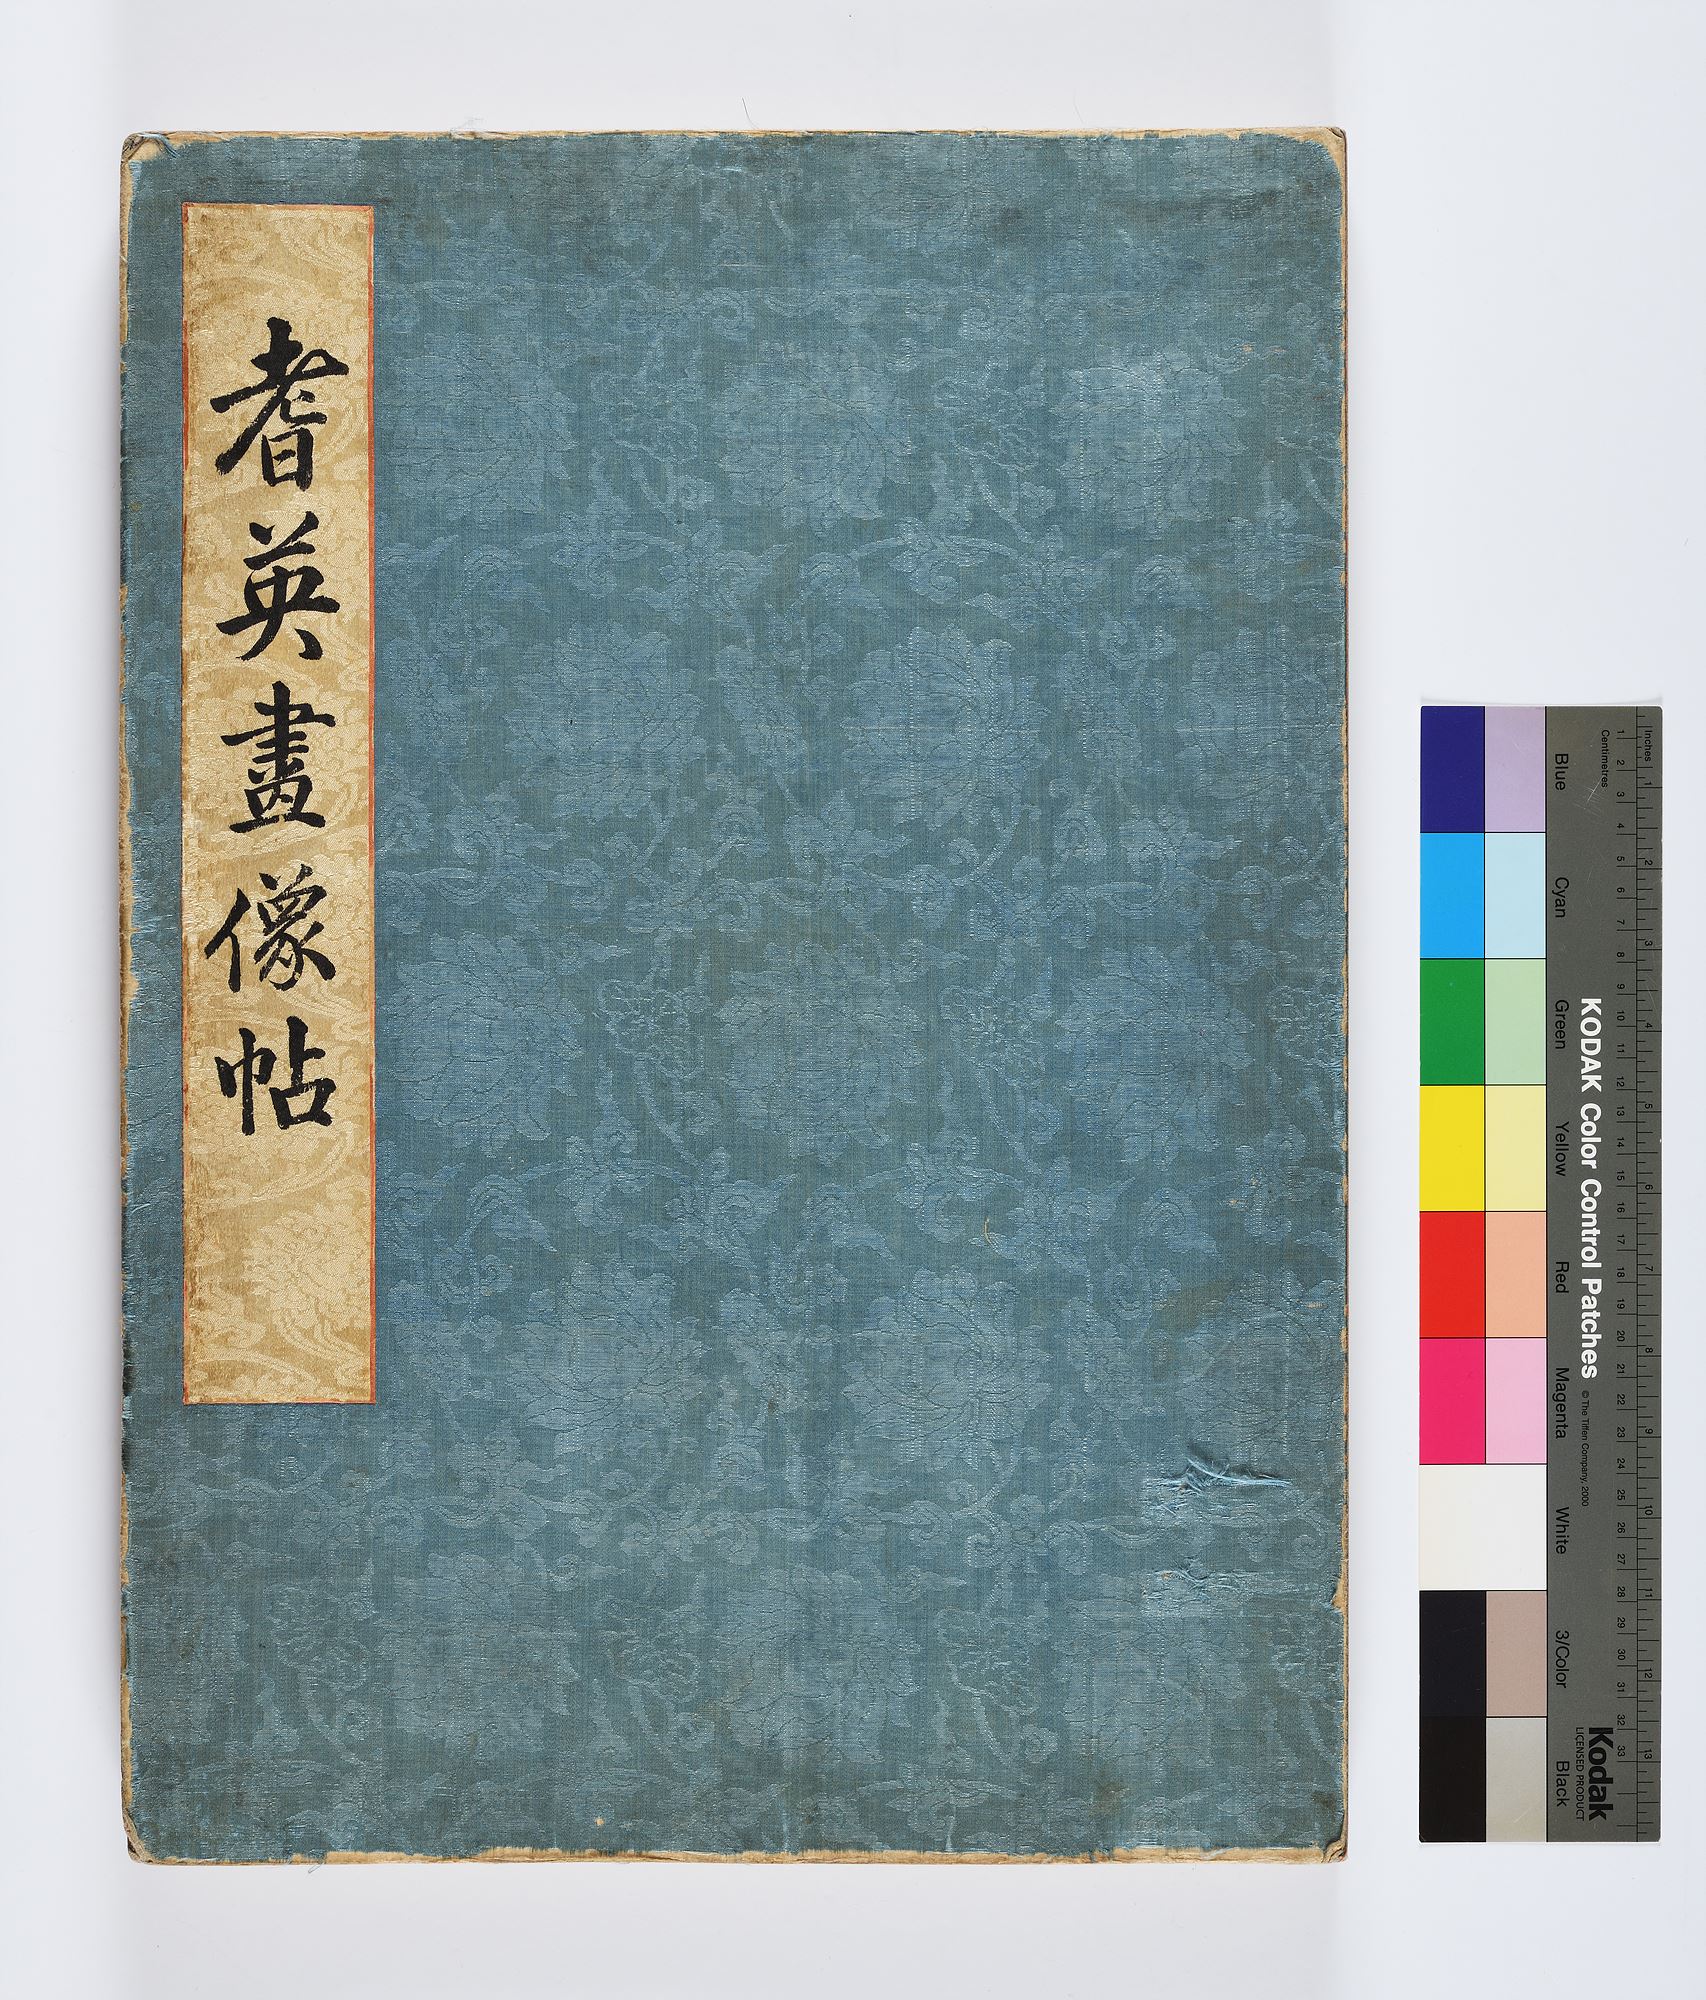 耆英畫像帖
Blue
Cyan
Green
Yellow
Red
Magenta
White
3/Color
Black
KODAK Color Control Patches © The Tiffen Company, 2000
Kodak
LICENSED PRODUCT
Centimetres
1 2 3 4 5 6 7 8 9 10 11 12 13 14 15 16 17 18 19 20 21 22 23 24 25 26 27 28 29 30 31 32 33
Inches
1 2 3 4 5 6 7 8 9 10 11 12 13